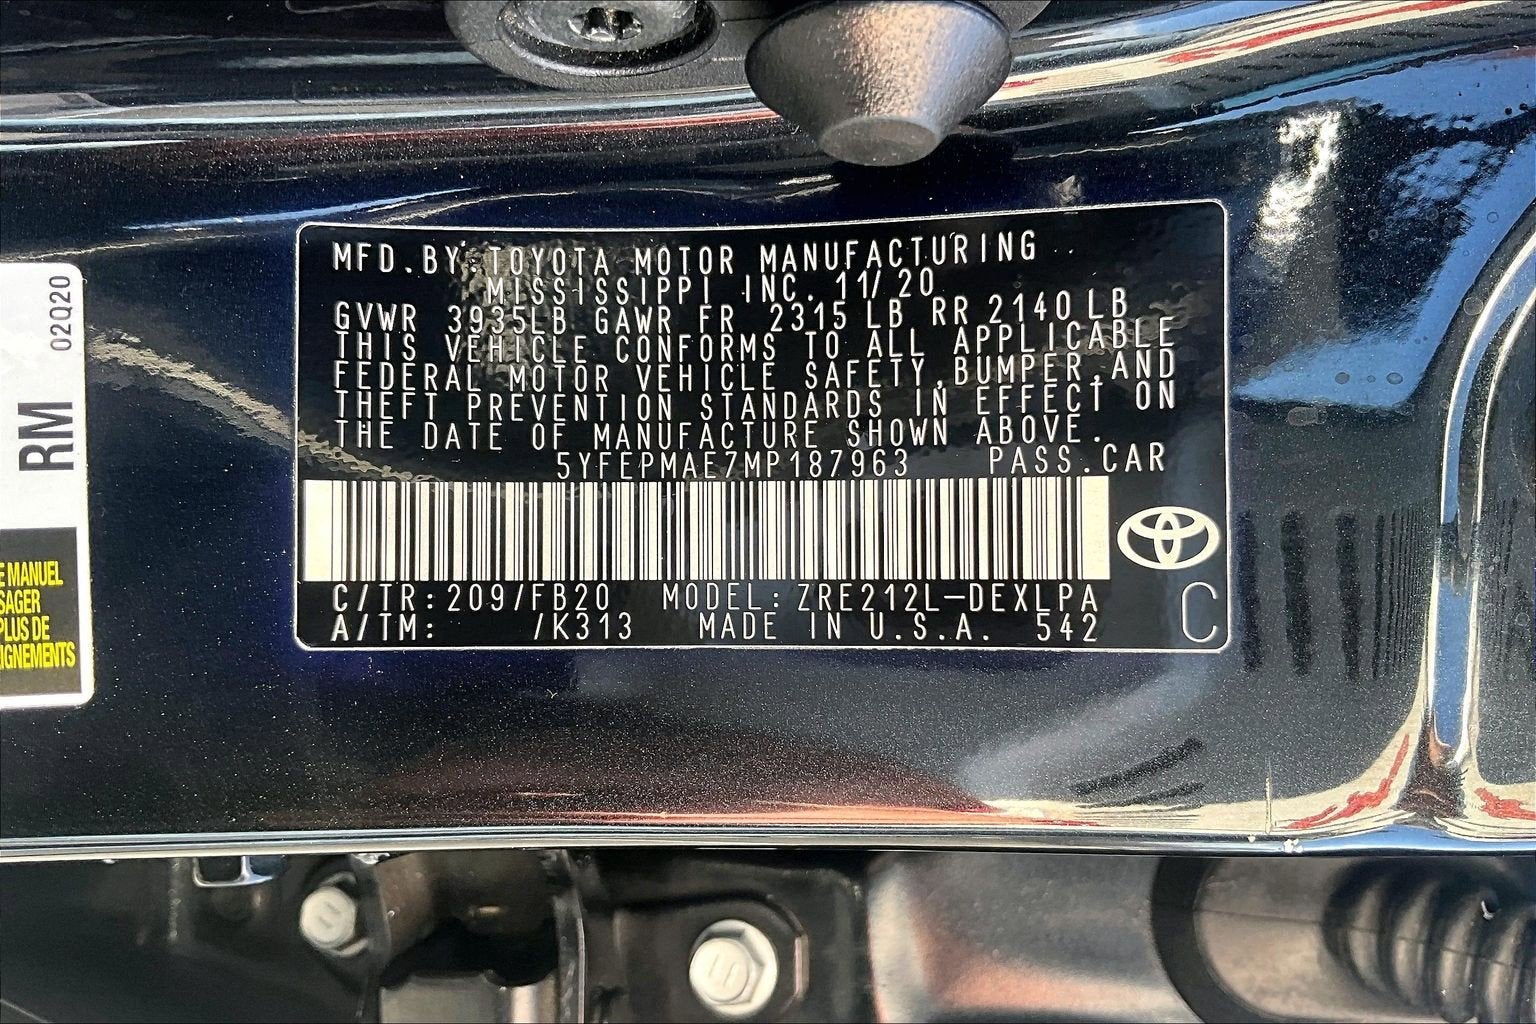 MFD.BY:TOYOTA MOTOR MANUFACTURING
MISSISSIPPI INC. 11/20
GVWR 3935LB GAWR FR 2315 LB RR 2140 LB
THIS VEHICLE CONFORMS TO ALL APPLICABLE
FEDERAL MOTOR VEHICLE SAFETY,BUMPER,AND
THEFT PREVENTION STANDARDS IN EFFECT ON
THE DATE OF MANUFACTURE SHOWN ABOVE.
5YFEPMAE7MP187963 PASS.CAR
C/TR:209/FB20 MODEL:ZRE212L-DEXLPA
A/TM: /K313 MADE IN U.S.A. 542
C
02Q20
RM
E MANUEL
SAGER
PLUS DE
IGNEMENTS